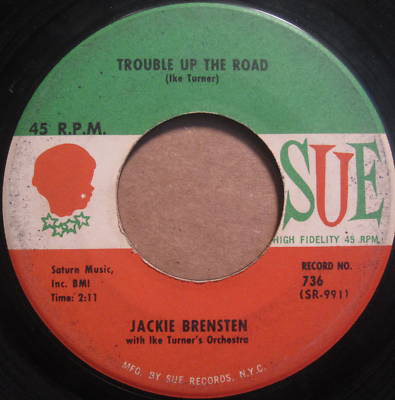 TROUBLE UP THE ROAD
(Ike Turner)
45 R.P.M.
SUE
HIGH FIDELITY 45 RPM
Saturn Music,
Inc. BMI
Time: 2:11
RECORD NO.
736
(SR-991)
JACKIE BRENSTEN
with Ike Turner's Orchestra
MFG. BY SUE RECORDS, N.Y.C.